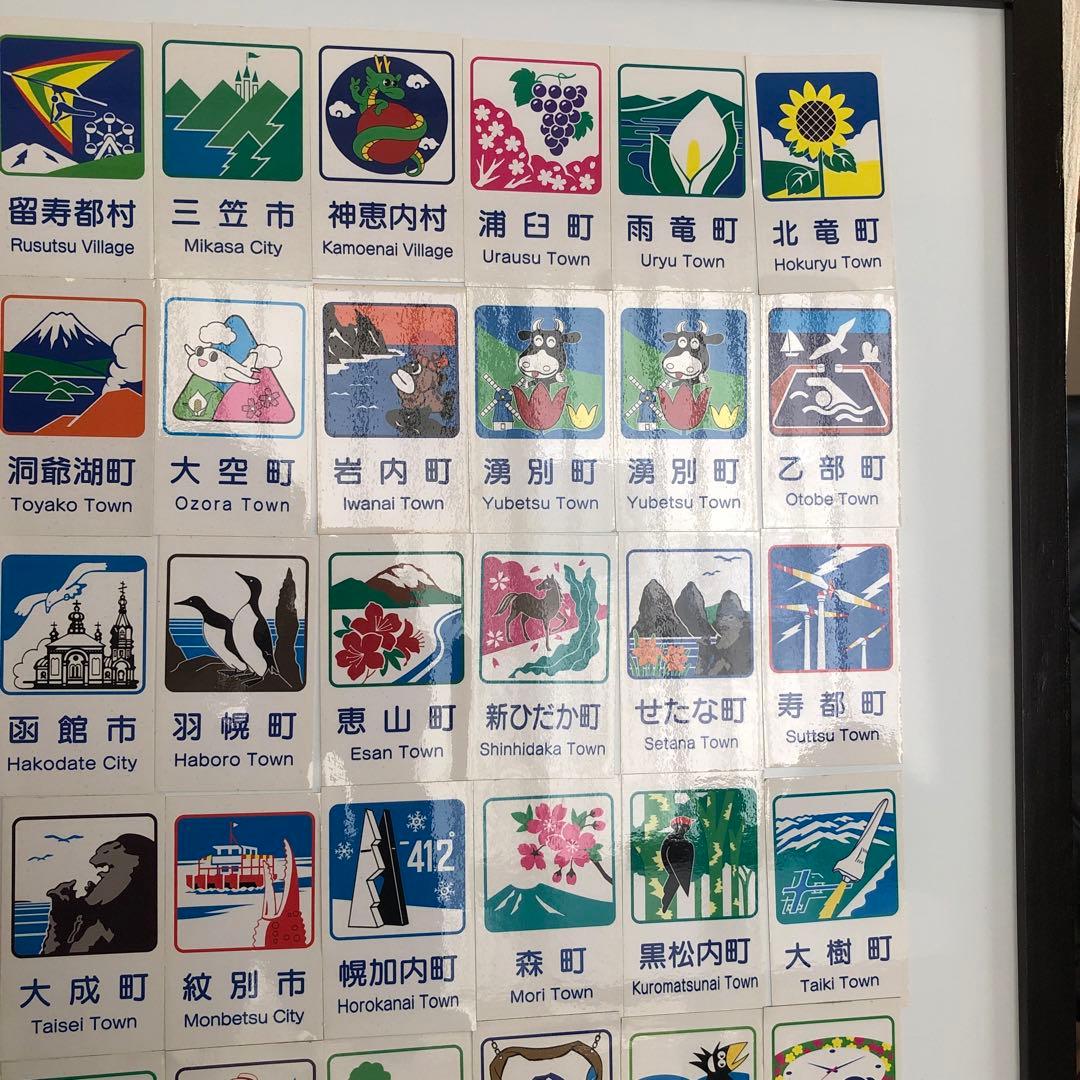 留寿都村
Rusutsu Village
三笠市
Mikasa City
神恵内村
Kamoenai Village
浦臼町
Urausu Town
雨竜町
Uryu Town
北竜町
Hokuryu Town
洞爺湖町
Toyako Town
大空町
Ozora Town
岩内町
Iwanai Town
湧別町
Yubetsu Town
湧別町
Yubetsu Town
乙部町
Otobe Town
函館市
Hakodate City
羽幌町
Haboro Town
恵山町
Esan Town
新ひだか町
Shinhidaka Town
せたな町
Setana Town
寿都町
Suttsu Town
大成町
Taisei Town
紋別市
Monbetsu City
-41.2°
幌加内町
Horokanai Town
森町
Mori Town
黒松内町
Kuromatsunai Town
大樹町
Taiki Town